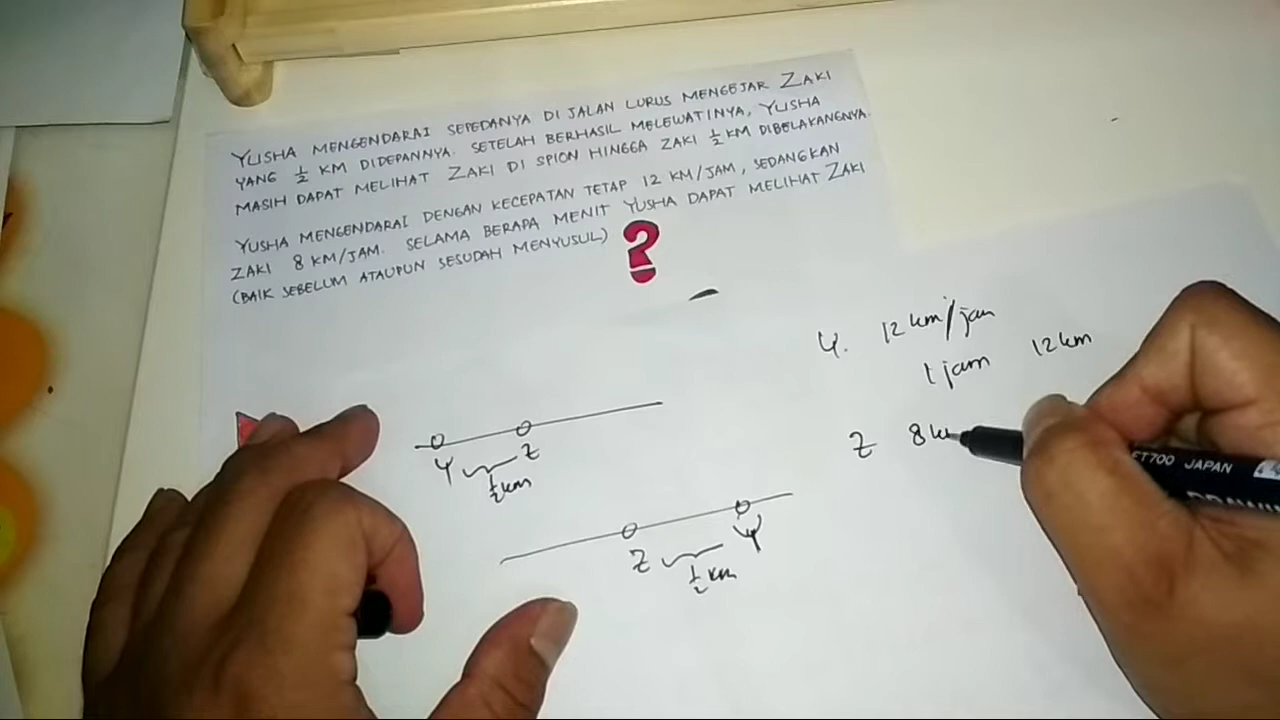 YUSHA MENGENDARAI SEPEDANYA DI JALAN LURUS MENGEJAR ZAKI
YANG 1/2 KM DIDEPANNYA. SETELAH BERHASIL MELEWATINYA, YUSHA
MASIH DAPAT MELIHAT ZAKI DI SPION HINGGA ZAKI 1/2 KM DIBELAKANGNYA.
YUSHA MENGENDARAI DENGAN KECEPATAN TETAP 12 KM/JAM, SEDANGKAN
ZAKI 8 KM/JAM. SELAMA BERAPA MENIT YUSHA DAPAT MELIHAT ZAKI
(BAIK SEBELUM ATAUPUN SESUDAH MENYUSUL) ?
Y. 12 km/jam
1 jam 12 km
Z 8 k
Y Z
1/2 km
Z Y
1/2 km
FT700 JAPAN